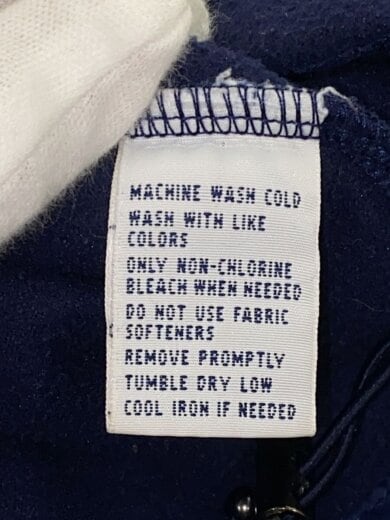 MACHINE WASH COLD
WASH WITH LIKE
COLORS
ONLY NON-CHLORINE
BLEACH WHEN NEEDED
DO NOT USE FABRIC
SOFTENERS
REMOVE PROMPTLY
TUMBLE DRY LOW
COOL IRON IF NEEDED